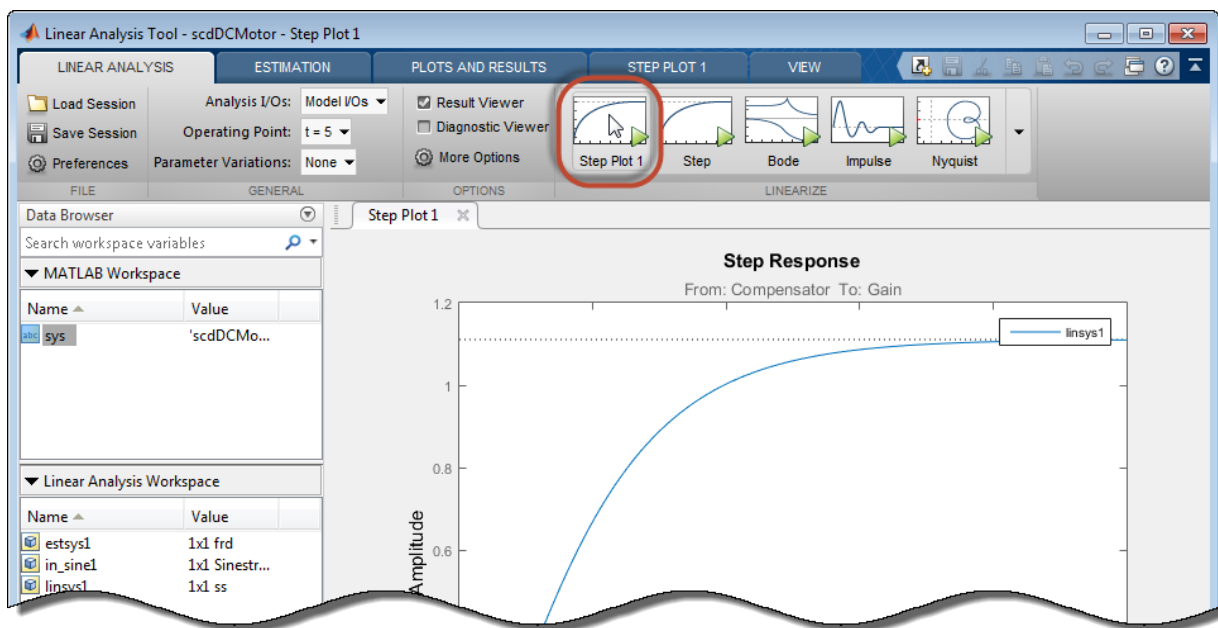 Linear Analysis Tool - scdDCMotor - Step Plot 1
LINEAR ANALYSIS ESTIMATION PLOTS AND RESULTS STEP PLOT 1 VIEW
Load Session
Save Session
Preferences
FILE
Analysis I/Os: Model I/Os
Operating Point: t = 5
Parameter Variations: None
GENERAL
Result Viewer
Diagnostic Viewer
More Options
OPTIONS
Step Plot 1 Step Bode Impulse Nyquist
LINEARIZE
Data Browser
Search workspace variables
MATLAB Workspace
Name Value
abc sys 'scdDCMo...
Linear Analysis Workspace
Name Value
estsys1 1x1 frd
in_sine1 1x1 Sinestr...
linsys1 1x1 ss
Step Plot 1
Step Response
From: Compensator To: Gain
1.2
1
0.8
0.6
Amplitude
linsys1